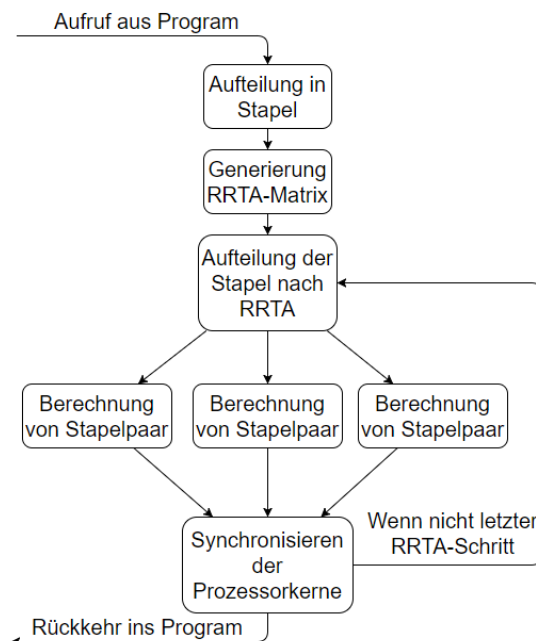 Aufruf aus Program
Aufteilung in
Stapel
Generierung
RRTA-Matrix
Aufteilung der
Stapel nach
RRTA
Berechnung
von Stapelpaar
Berechnung
von Stapelpaar
Berechnung
von Stapelpaar
Wenn nicht letzter
RRTA-Schritt
Synchronisieren
der
Prozessorkerne
Rückkehr ins Program